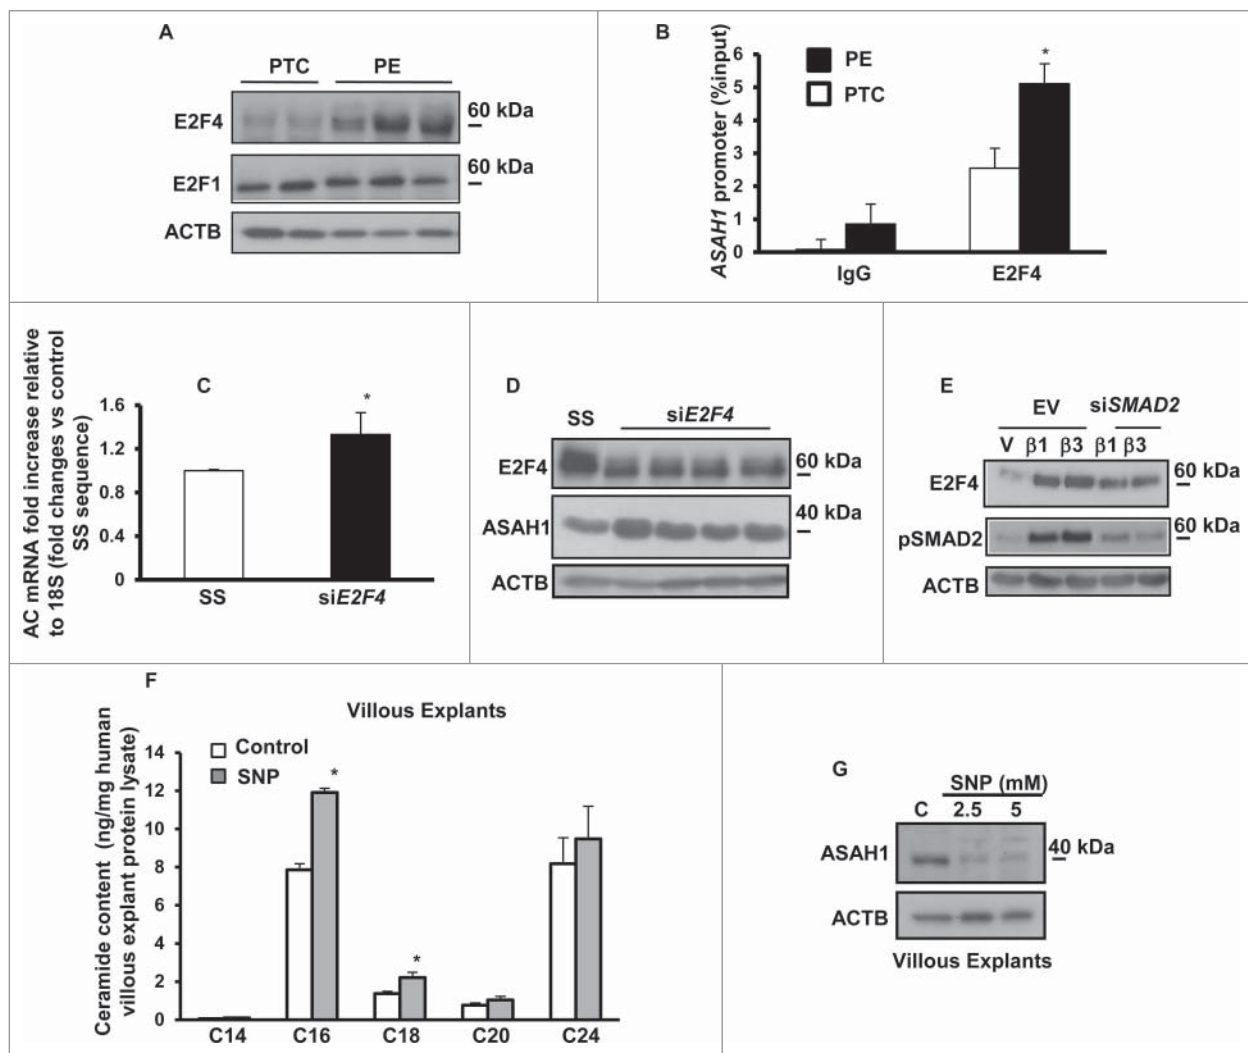 A
PTC PE
E2F4
60 kDa
E2F1
60 kDa
ACTB
B
ASAH1 promoter (%input)
6
5
4
3
2
1
0
PE
PTC
*
IgG E2F4
C
AC mRNA fold increase relative
to 18S (fold changes vs control
SS sequence)
1.6
1.2
0.8
0.4
0
*
SS siE2F4
D
SS siE2F4
E2F4
60 kDa
ASAH1
40 kDa
ACTB
E
EV siSMAD2
V β1 β3 β1 β3
E2F4
60 kDa
pSMAD2
60 kDa
ACTB
F
Villous Explants
Ceramide content (ng/mg human
villous explant protein lysate)
14
12
10
8
6
4
2
0
Control
SNP
*
*
C14 C16 C18 C20 C24
G
SNP (mM)
C 2.5 5
ASAH1
40 kDa
ACTB
Villous Explants